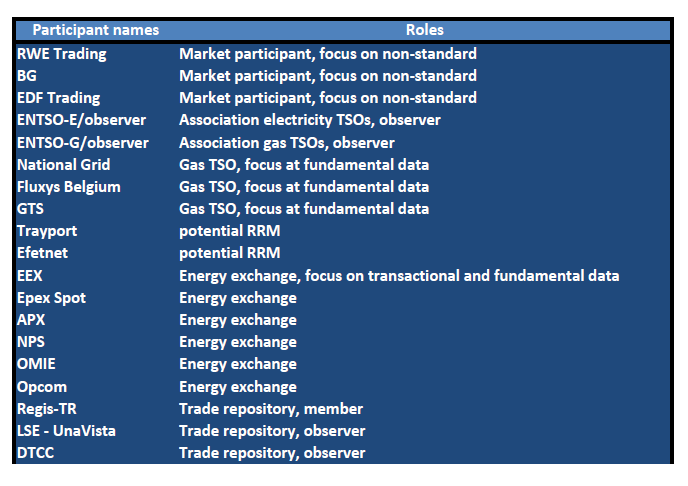 Participant names Roles
RWE Trading Market participant, focus on non-standard
BG Market participant, focus on non-standard
EDF Trading Market participant, focus on non-standard
ENTSO-E/observer Association electricity TSOs, observer
ENTSO-G/observer Association gas TSOs, observer
National Grid Gas TSO, focus at fundamental data
Fluxys Belgium Gas TSO, focus at fundamental data
GTS Gas TSO, focus at fundamental data
Trayport potential RRM
Efetnet potential RRM
EEX Energy exchange, focus on transactional and fundamental data
Epex Spot Energy exchange
APX Energy exchange
NPS Energy exchange
OMIE Energy exchange
Opcom Energy exchange
Regis-TR Trade repository, member
LSE - UnaVista Trade repository, observer
DTCC Trade repository, observer